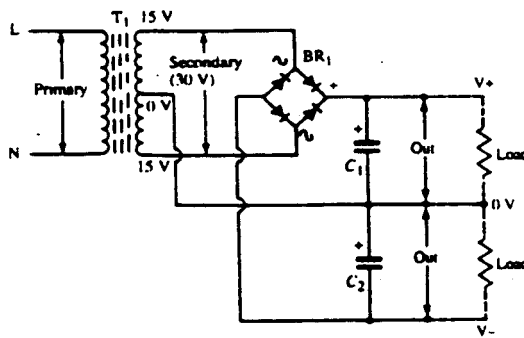 L
T1
15 V
Secondary
(30 V)
BR1
+
V+
Primary
0 V
+
C1
Out
Load
N
15 V
0 V
+
C2
Out
Load
V-